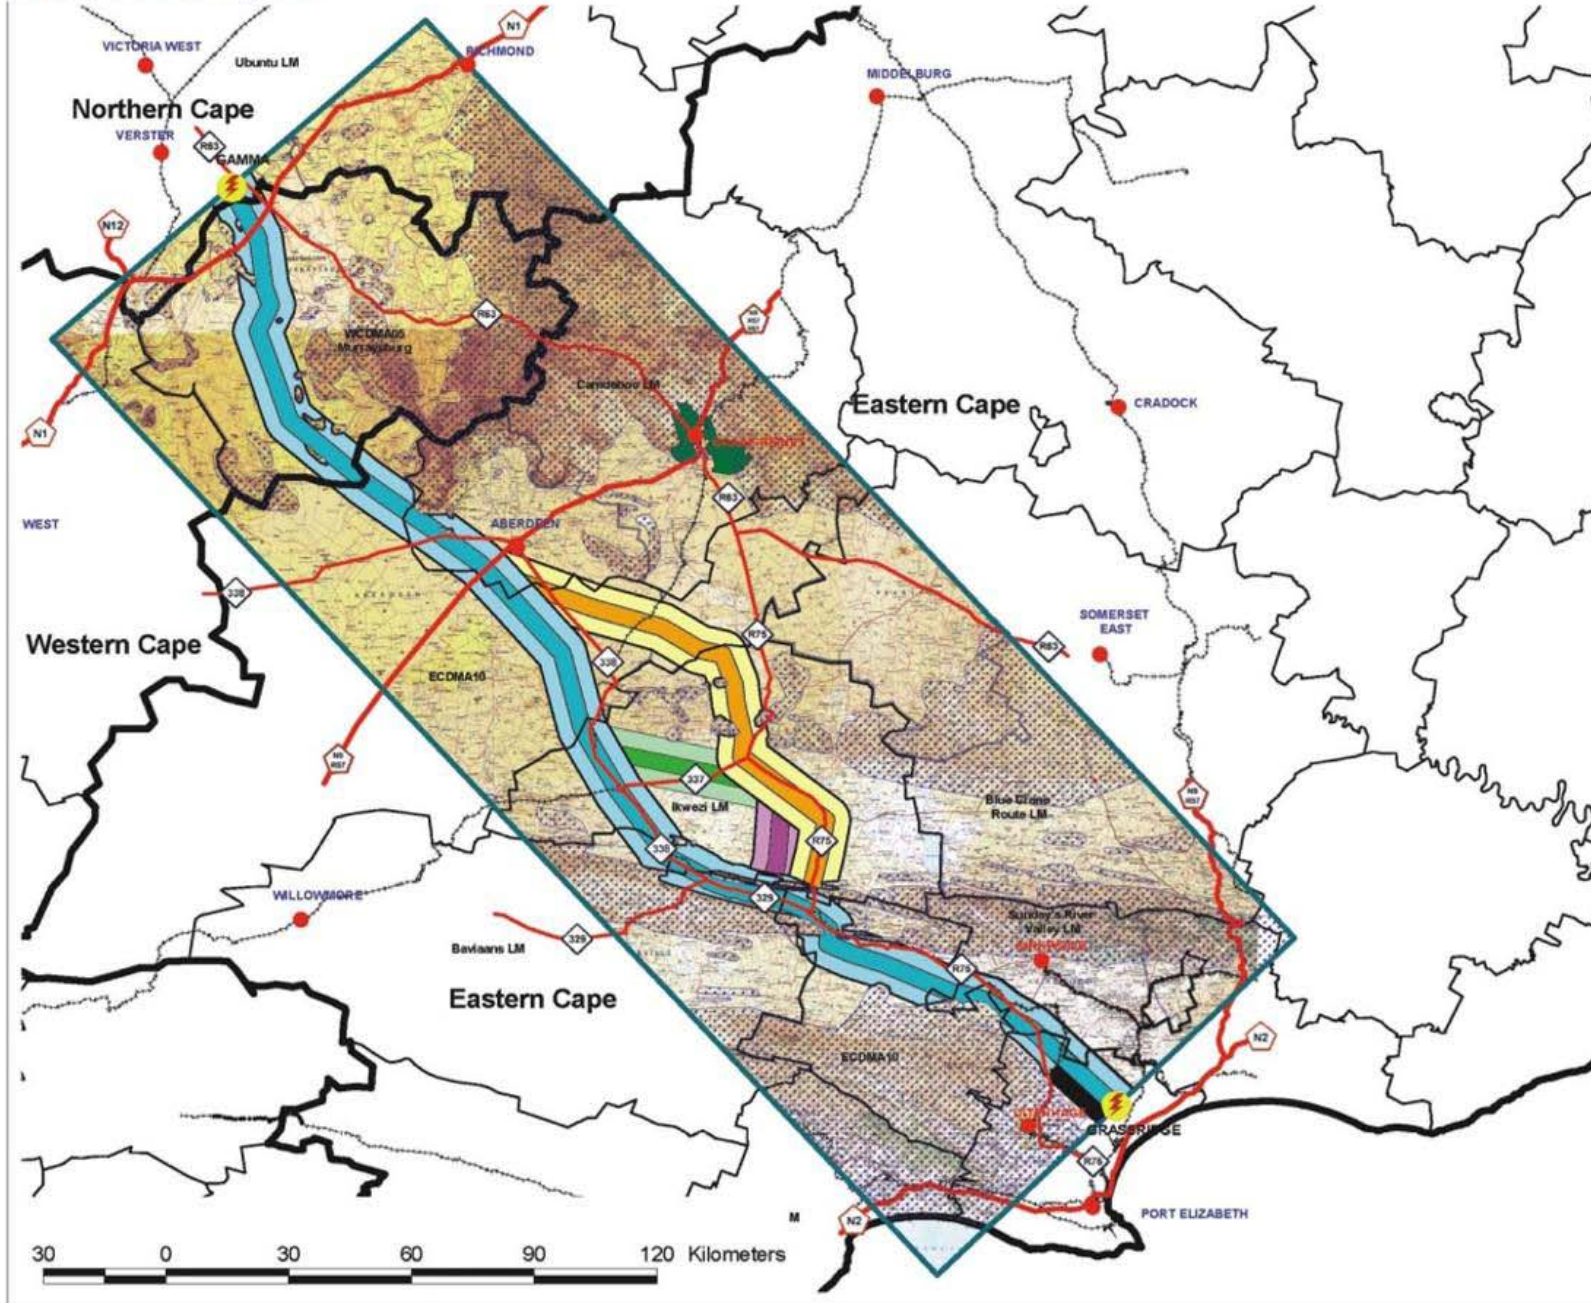 N1
VICTORIA WEST
RICHMOND
Ubuntu LM
MIDDELBURG
Northern Cape
VERSTER
R63
GAMMA
N12
R63
WCDMA05
Murraysburg
Camdeboo LM
Eastern Cape
CRADOCK
N1
R63
WEST
ABERDEEN
338
SOMERSET
EAST
R75
R63
Western Cape
338
ECDMA10
N9
R57
337
Ikwezi LM
Blue Crane
Route LM
R75
338
WILLOWMORE
329
Sunday's River
Valley LM
329
Baviaans LM
R75
Eastern Cape
N2
ECDMA10
UITENHAGE
GRASSRIDGE
R75
M
N2
PORT ELIZABETH
30 0 30 60 90 120 Kilometers